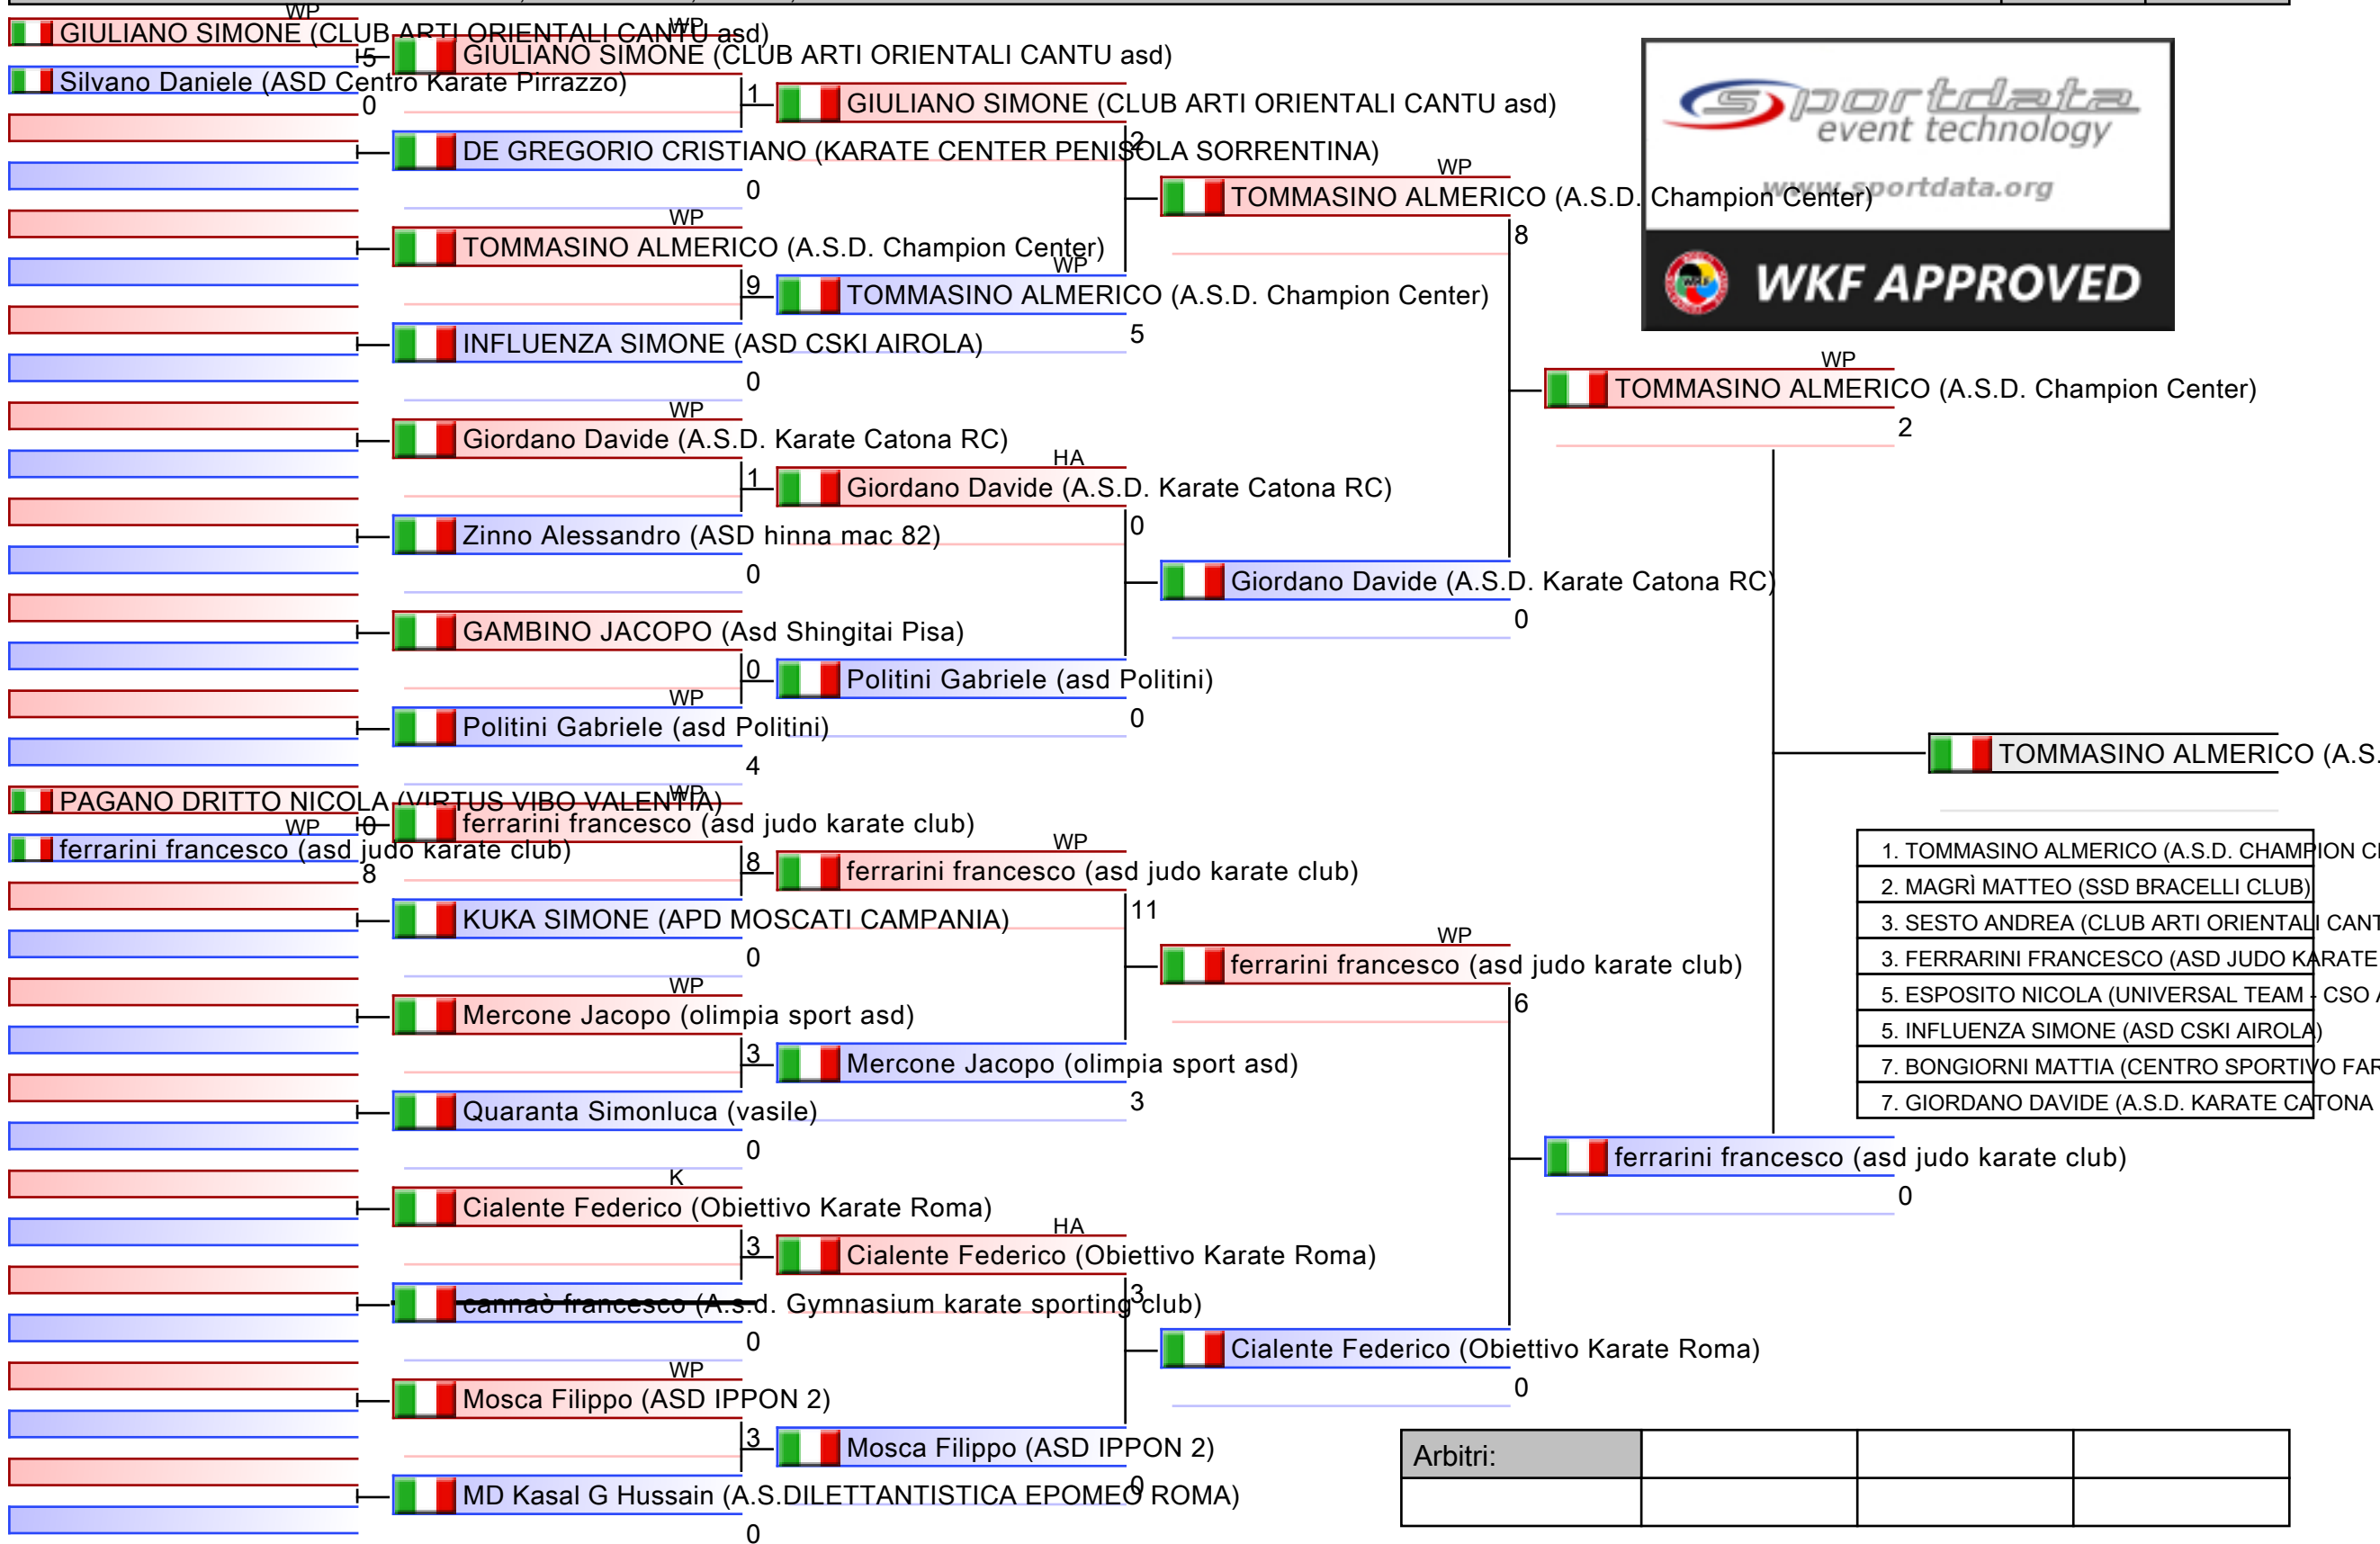 WP
GIULIANO SIMONE (CLUB ARTI ORIENTALI CANTU asd)
5
Silvano Daniele (ASD Centro Karate Pirrazzo)
0
PAGANO DRITTO NICOLA (VIRTUS VIBO VALENTIA)
0
WP
ferrarini francesco (asd judo karate club)
8
WP
GIULIANO SIMONE (CLUB ARTI ORIENTALI CANTU asd)
1
DE GREGORIO CRISTIANO (KARATE CENTER PENISOLA SORRENTINA)
0
WP
TOMMASINO ALMERICO (A.S.D. Champion Center)
9
INFLUENZA SIMONE (ASD CSKI AIROLA)
0
WP
Giordano Davide (A.S.D. Karate Catona RC)
1
Zinno Alessandro (ASD hinna mac 82)
0
GAMBINO JACOPO (Asd Shingitai Pisa)
0
WP
Politini Gabriele (asd Politini)
4
WP
ferrarini francesco (asd judo karate club)
8
KUKA SIMONE (APD MOSCATI CAMPANIA)
0
WP
Mercone Jacopo (olimpia sport asd)
3
Quaranta Simonluca (vasile)
0
K
Cialente Federico (Obiettivo Karate Roma)
3
cannaò francesco (A.s.d. Gymnasium karate sporting club)
0
WP
Mosca Filippo (ASD IPPON 2)
3
MD Kasal G Hussain (A.S.DILETTANTISTICA EPOMEO ROMA)
0
GIULIANO SIMONE (CLUB ARTI ORIENTALI CANTU asd)
2
WP
TOMMASINO ALMERICO (A.S.D. Champion Center)
5
HA
Giordano Davide (A.S.D. Karate Catona RC)
0
Politini Gabriele (asd Politini)
0
WP
ferrarini francesco (asd judo karate club)
11
Mercone Jacopo (olimpia sport asd)
3
HA
Cialente Federico (Obiettivo Karate Roma)
3
Mosca Filippo (ASD IPPON 2)
0
WP
TOMMASINO ALMERICO (A.S.D. Champion Center)
8
Giordano Davide (A.S.D. Karate Catona RC)
0
WP
ferrarini francesco (asd judo karate club)
6
Cialente Federico (Obiettivo Karate Roma)
0
sportdata
event technology
www.sportdata.org
WKF APPROVED
WP
TOMMASINO ALMERICO (A.S.D. Champion Center)
2
ferrarini francesco (asd judo karate club)
0
TOMMASINO ALMERICO (A.S.
1. TOMMASINO ALMERICO (A.S.D. CHAMPION
2. MAGRÌ MATTEO (SSD BRACELLI CLUB)
3. SESTO ANDREA (CLUB ARTI ORIENTALI CANT
3. FERRARINI FRANCESCO (ASD JUDO KARATE
5. ESPOSITO NICOLA (UNIVERSAL TEAM - CSO
5. INFLUENZA SIMONE (ASD CSKI AIROLA)
7. BONGIORNI MATTIA (CENTRO SPORTIVO FAR
7. GIORDANO DAVIDE (A.S.D. KARATE CATONA
Arbitri: